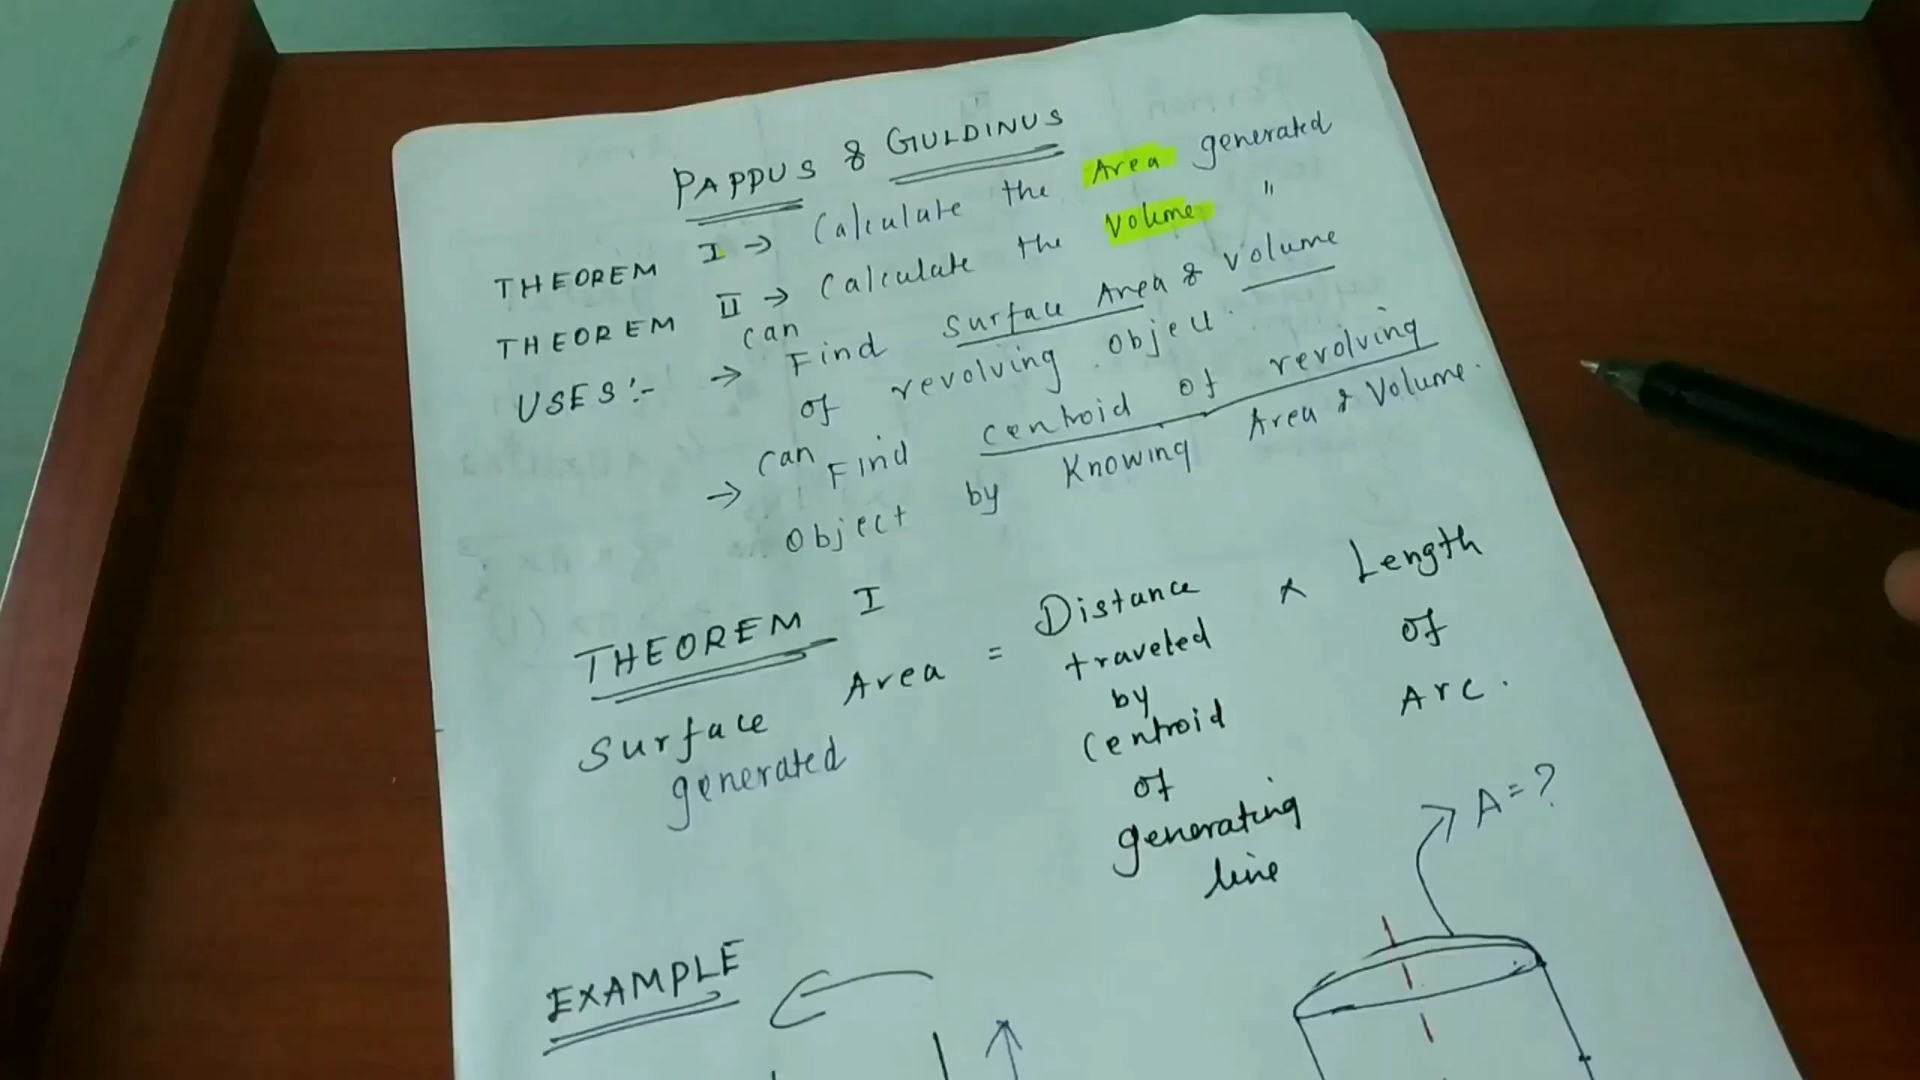 PAPPUS & GULDINUS
THEOREM I → Calculate the Area generated
THEOREM II → Calculate the Volume "
USES:- → can Find Surface Area & Volume
of revolving object.
→ can Find centroid of revolving
object by Knowing Area & Volume.
THEOREM I
Surface Area generated = Distance traveled by centroid of generating line × Length of Arc.
A=?
EXAMPLE